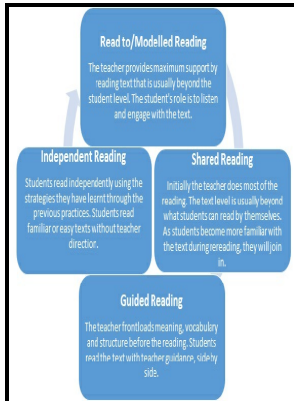 Read to/Modelled Reading
The teacher provides maximum support by
reading text that is usually beyond the
student level. The student's role is to listen
and engage with the text.
Independent Reading
Students read independently using the
strategies they have learnt through the
previous practices. Students read
familiar or easy texts without teacher
direction.
Shared Reading
Initially the teacher does most of the
reading. The text level is usually beyond
what students can read by themselves.
As students become more familiar with
the text during rereading, they will join
in.
Guided Reading
The teacher frontloads meaning, vocabulary
and structure before the reading. Students
read the text with teacher guidance, side by
side.